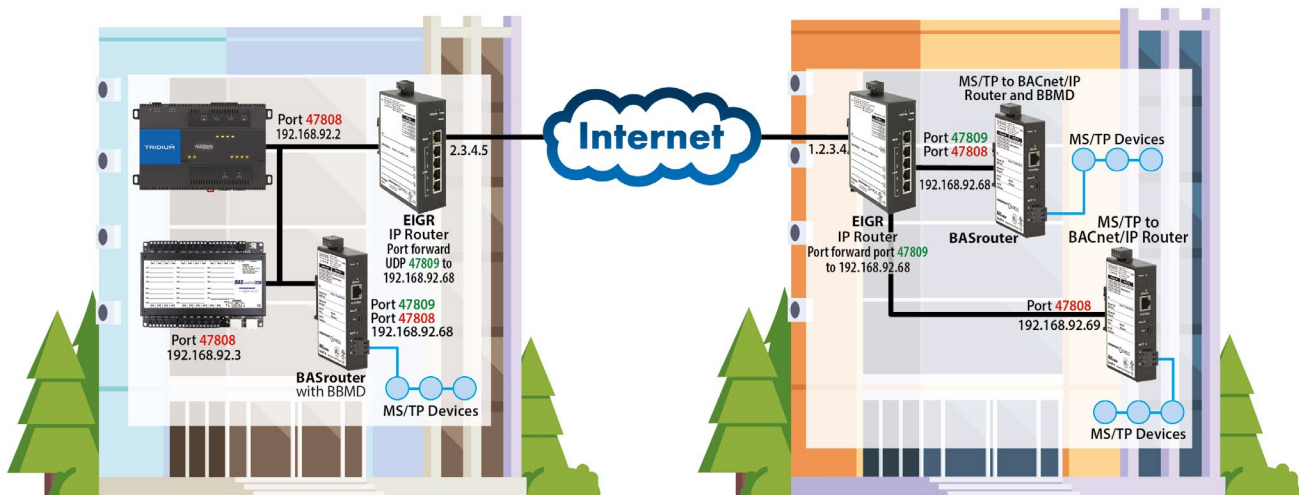 TRIDIUM
Port 47808
192.168.92.2
2.3.4.5
EIGR
IP Router
Port forward
UDP 47809 to
192.168.92.68
Port 47808
192.168.92.3
Port 47809
Port 47808
192.168.92.68
BASrouter
with BBMD
MS/TP Devices
Internet
1.2.3.4.
EIGR
IP Router
Port forward port 47809
to 192.168.92.68
Port 47809
Port 47808
192.168.92.68
MS/TP to BACnet/IP
Router and BBMD
BASrouter
MS/TP Devices
MS/TP to
BACnet/IP Router
Port 47808
192.168.92.69
MS/TP Devices